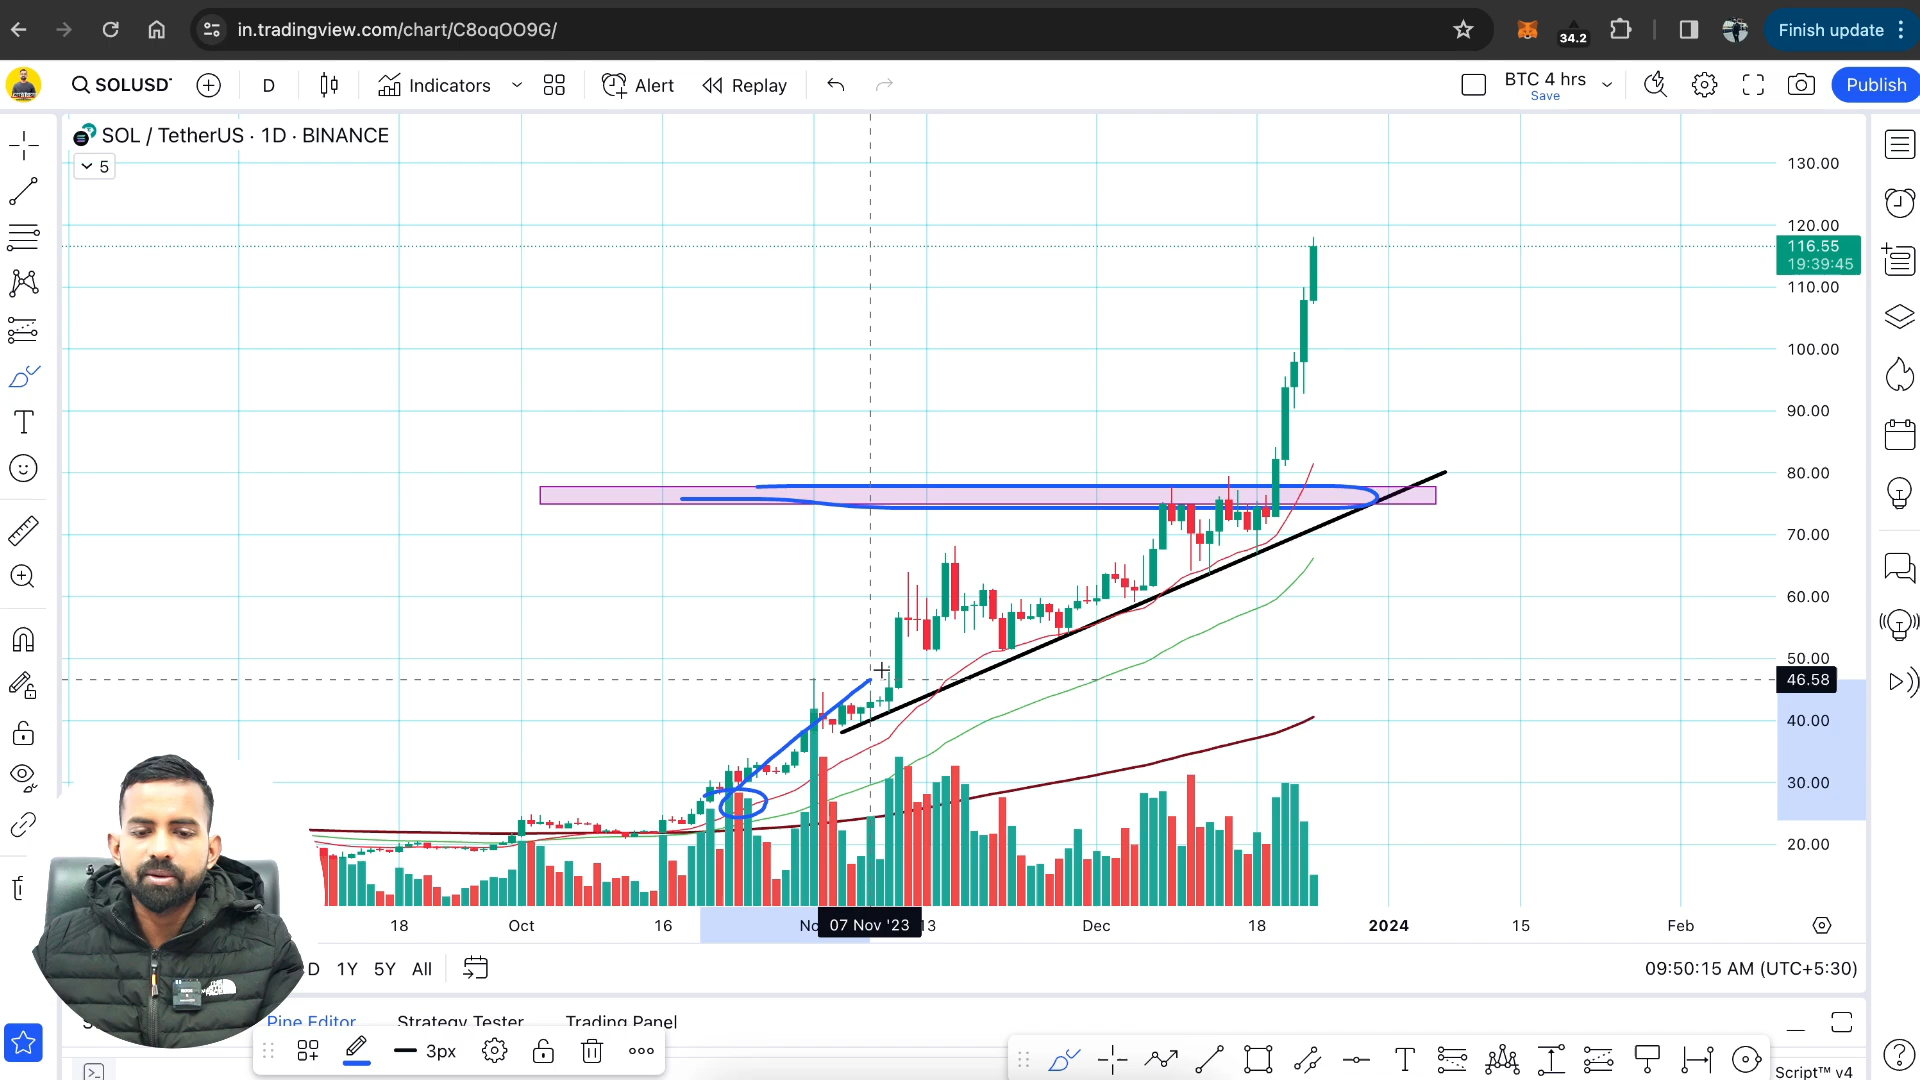 in.tradingview.com/chart/C8oqOO9G/
34.2
Finish update
SOLUSDT
D
Indicators
Alert
Replay
BTC 4 hrs
Save
Publish
SOL / TetherUS · 1D · BINANCE
5
130.00
120.00
116.55
19:39:45
110.00
100.00
90.00
80.00
70.00
60.00
50.00
46.58
40.00
30.00
20.00
18 Oct 16 07 Nov '23 13 Dec 18 2024 15 Feb
D 1Y 5Y All
09:50:15 AM (UTC+5:30)
Pine Editor Strategy Tester Trading Panel
3px
Script™ v4